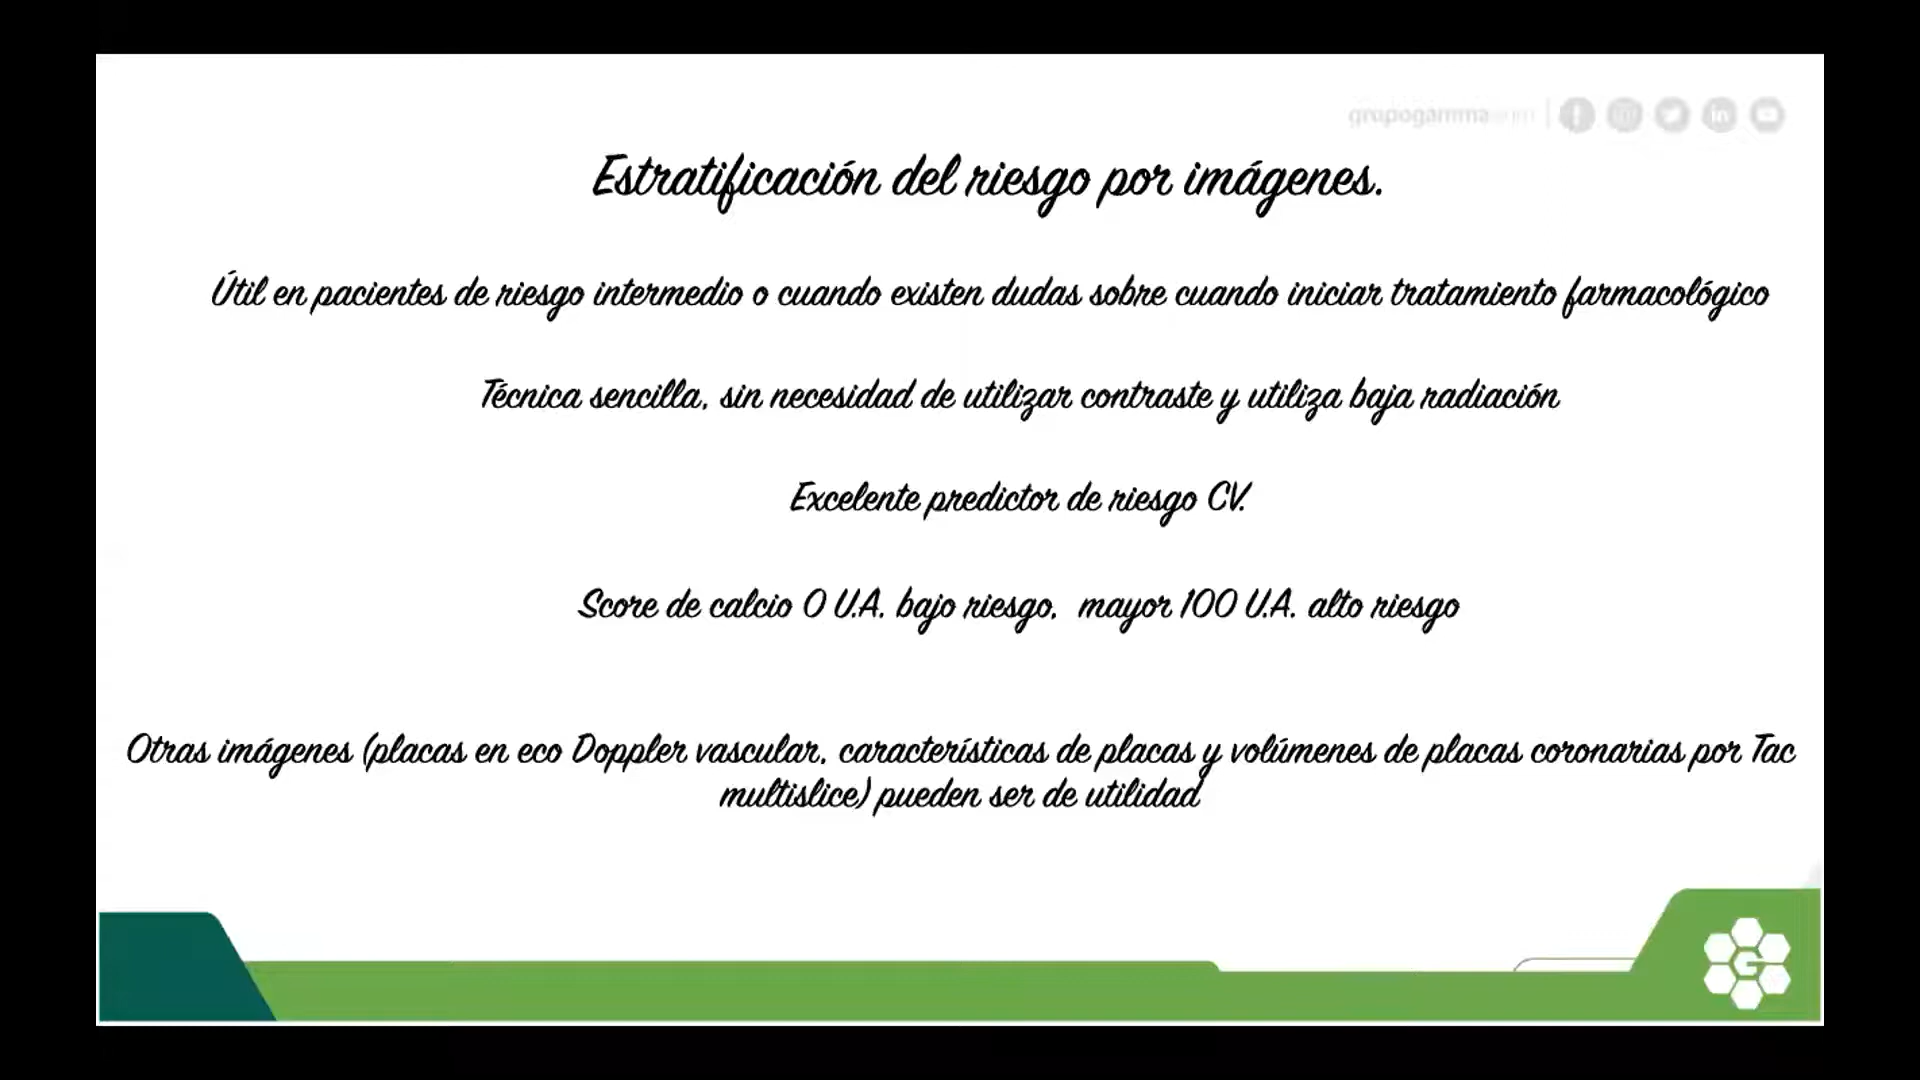 grupogamma.com
Estratificación del riesgo por imágenes.
Útil en pacientes de riesgo intermedio o cuando existen dudas sobre cuando iniciar tratamiento farmacológico
Técnica sencilla, sin necesidad de utilizar contraste y utiliza baja radiación
Excelente predictor de riesgo CV.
Score de calcio 0 U.A. bajo riesgo, mayor 100 U.A. alto riesgo
Otras imágenes (placas en eco Doppler vascular, características de placas y volúmenes de placas coronarias por Tac
multislice) pueden ser de utilidad